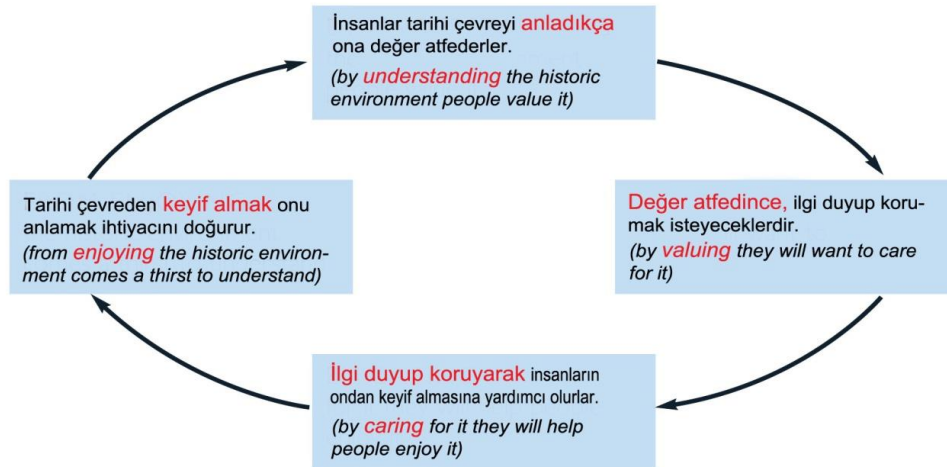 İnsanlar tarihi çevreyi anladıkça
ona değer atfederler.
(by understanding the historic
environment people value it)
Değer atfedince, ilgi duyup koru-
mak isteyeceklerdir.
(by valuing they will want to care
for it)
İlgi duyup koruyarak insanların
ondan keyif almasına yardımcı olurlar.
(by caring for it they will help
people enjoy it)
Tarihi çevreden keyif almak onu
anlamak ihtiyacını doğurur.
(from enjoying the historic environ-
ment comes a thirst to understand)